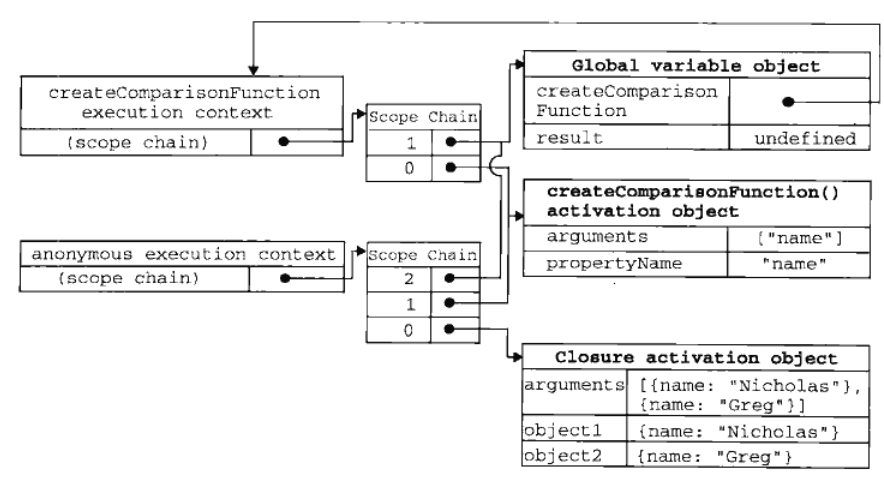 Global variable object
createComparison
Function
result undefined
createComparisonFunction
execution context
(scope chain)
Scope Chain
1
0
createComparisonFunction()
activation object
arguments ["name"]
propertyName "name"
anonymous execution context
(scope chain)
Scope Chain
2
1
0
Closure activation object
arguments [{name: "Nicholas"},
{name: "Greg"}]
object1 {name: "Nicholas"}
object2 {name: "Greg"}